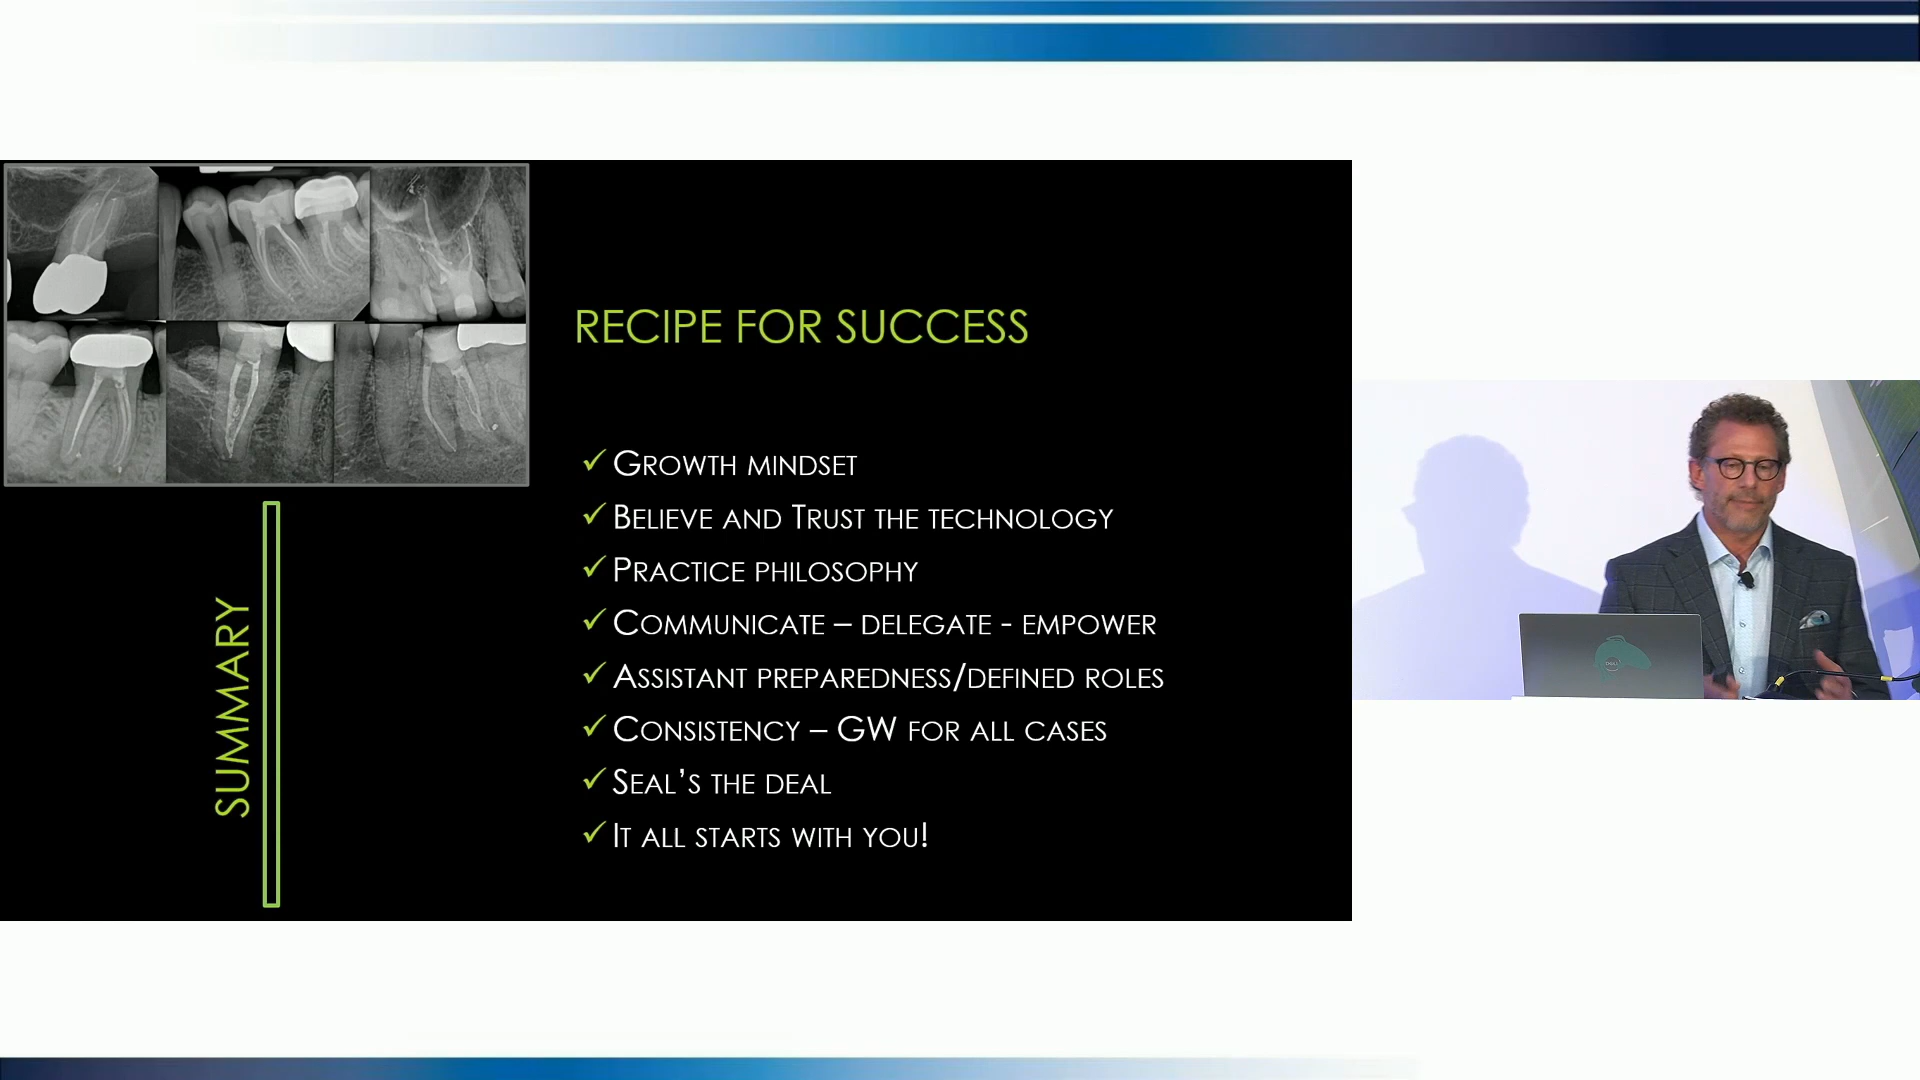 RECIPE FOR SUCCESS
GROWTH MINDSET
BELIEVE AND TRUST THE TECHNOLOGY
PRACTICE PHILOSOPHY
COMMUNICATE – DELEGATE - EMPOWER
ASSISTANT PREPAREDNESS/DEFINED ROLES
CONSISTENCY – GW FOR ALL CASES
SEAL’S THE DEAL
IT ALL STARTS WITH YOU!
SUMMARY
DELL